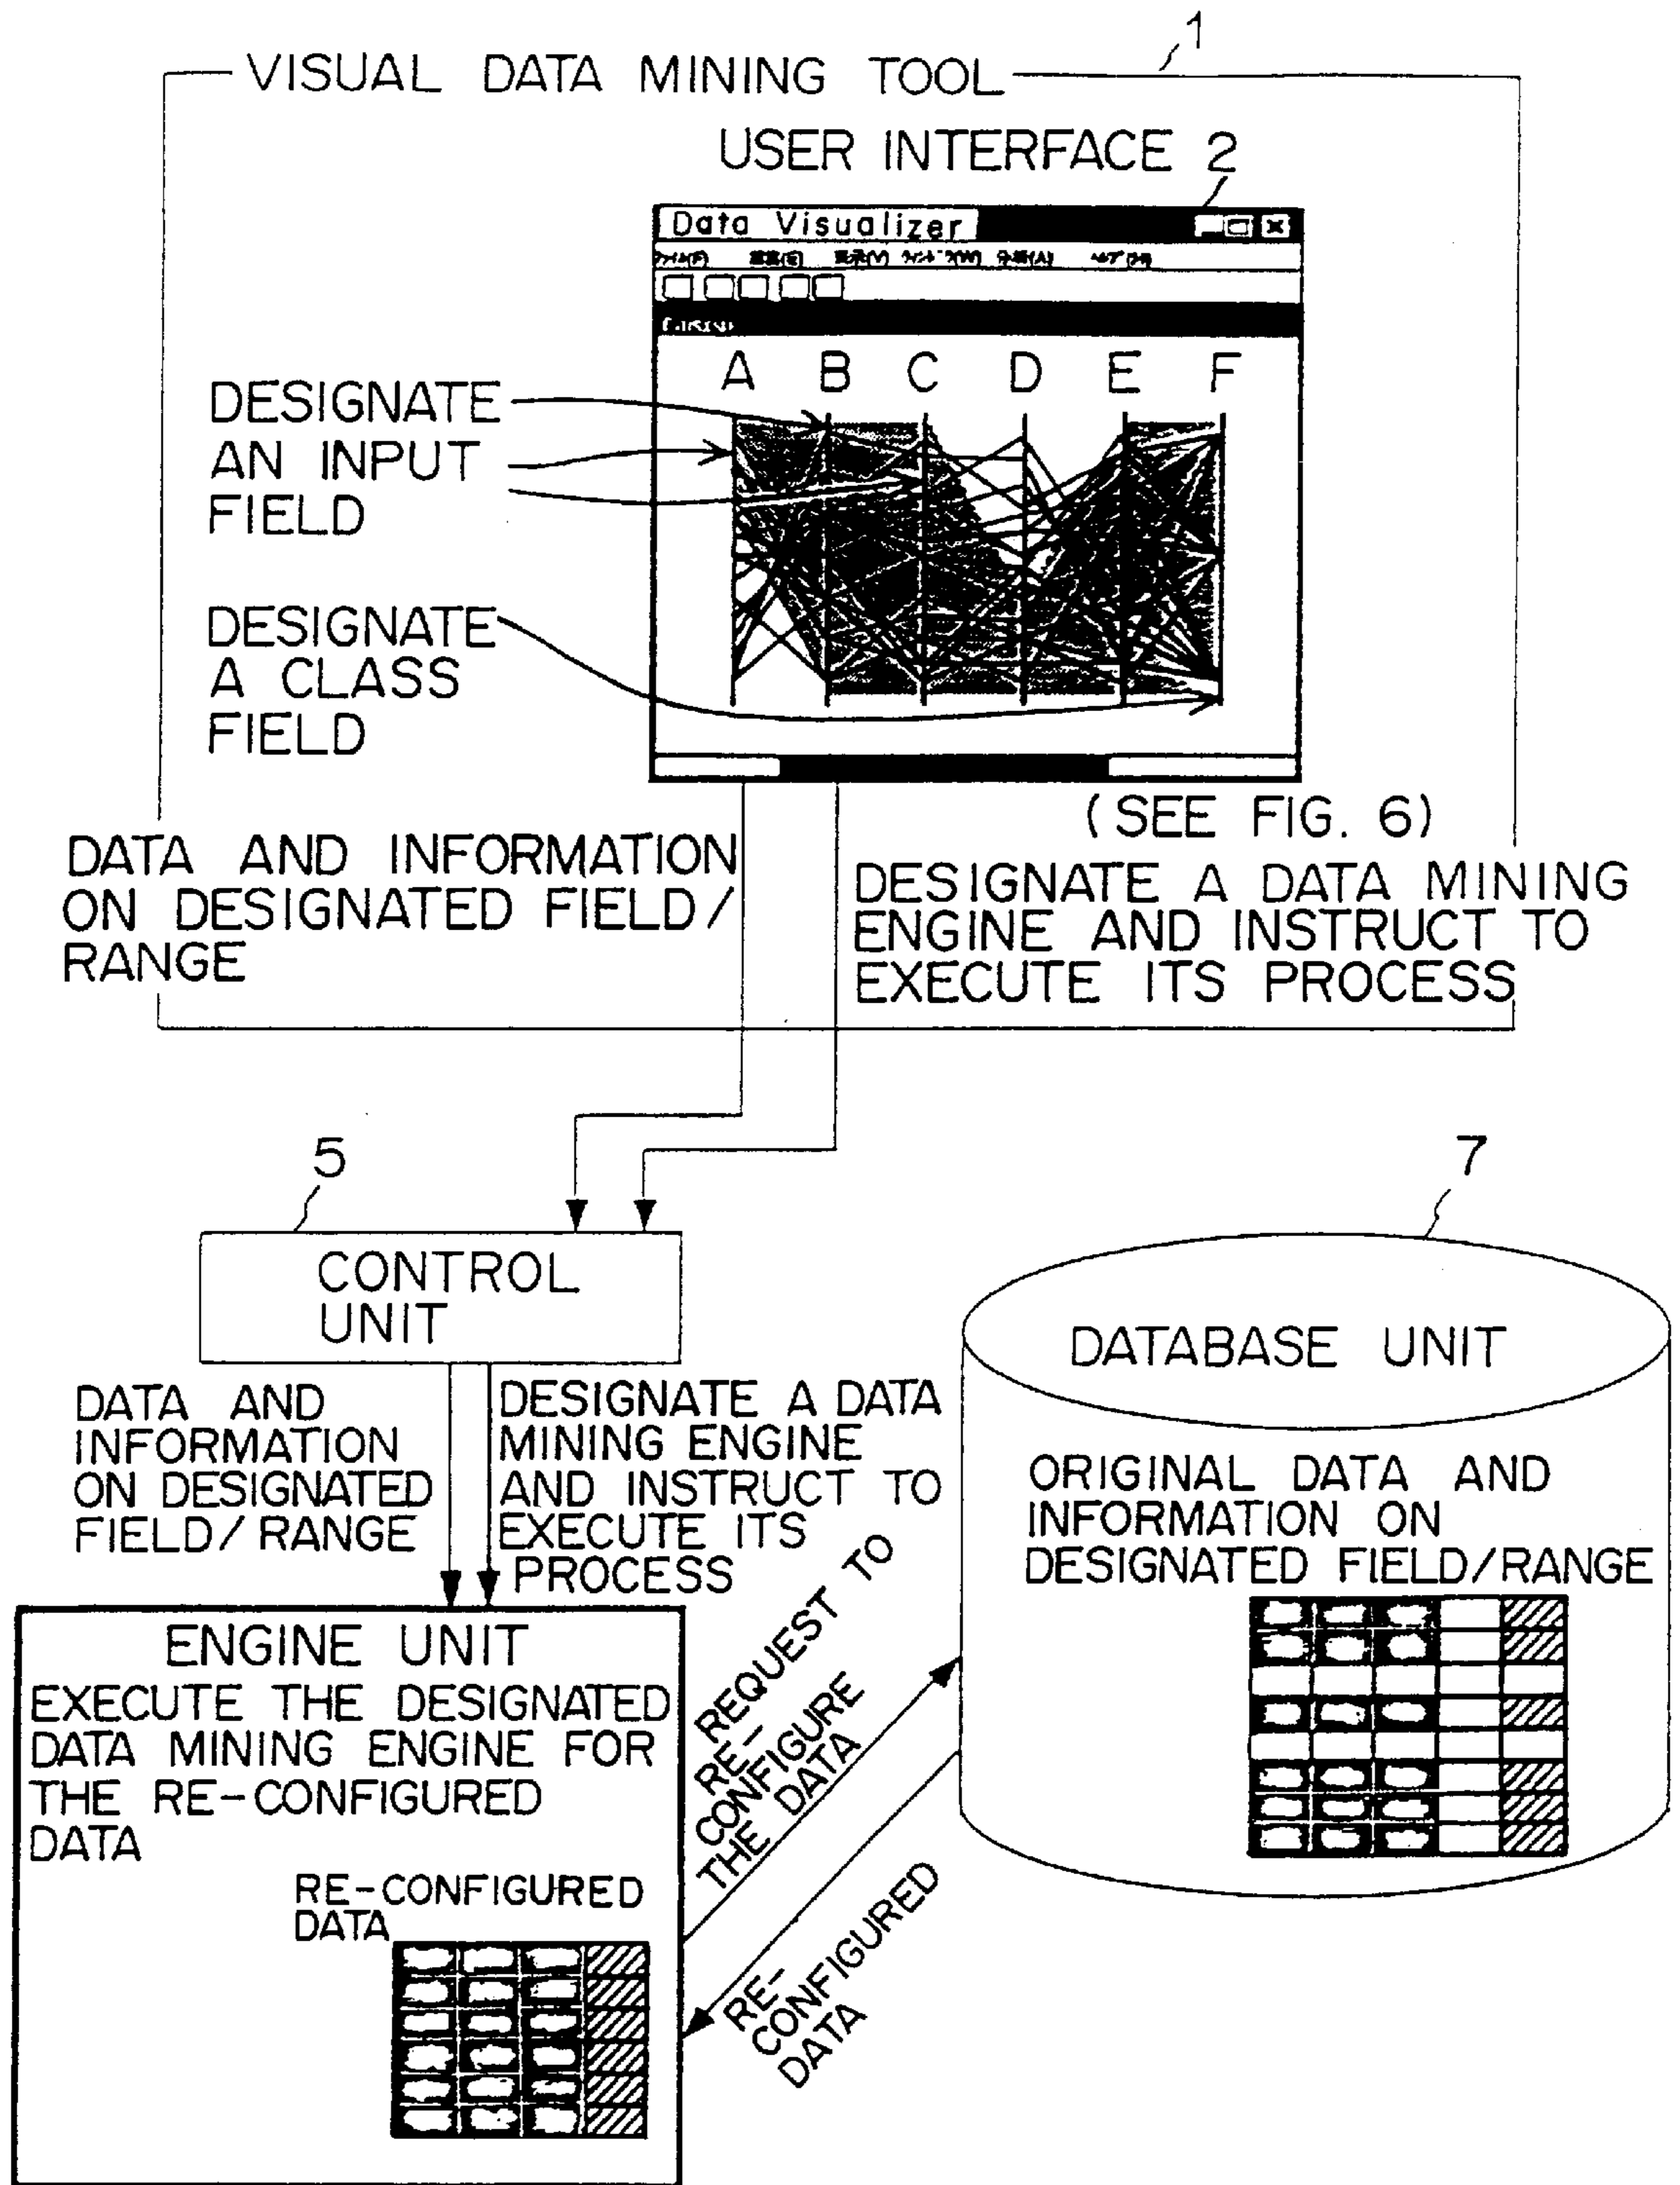 1
VISUAL DATA MINING TOOL
USER INTERFACE 2
Data Visualizer
A B C D E F
DESIGNATE
AN INPUT
FIELD
DESIGNATE
A CLASS
FIELD
(SEE FIG. 6)
DATA AND INFORMATION
ON DESIGNATED FIELD/
RANGE
DESIGNATE A DATA MINING
ENGINE AND INSTRUCT TO
EXECUTE ITS PROCESS
5
CONTROL
UNIT
7
DATABASE UNIT
ORIGINAL DATA AND
INFORMATION ON
DESIGNATED FIELD/RANGE
DATA AND
INFORMATION
ON DESIGNATED
FIELD/RANGE
DESIGNATE A DATA
MINING ENGINE
AND INSTRUCT TO
EXECUTE ITS
PROCESS
ENGINE UNIT
EXECUTE THE DESIGNATED
DATA MINING ENGINE FOR
THE RE-CONFIGURED
DATA
RE-CONFIGURED
DATA
REQUEST TO
RE-
CONFIGURE
THE DATA
RE-
CONFIGURED
DATA